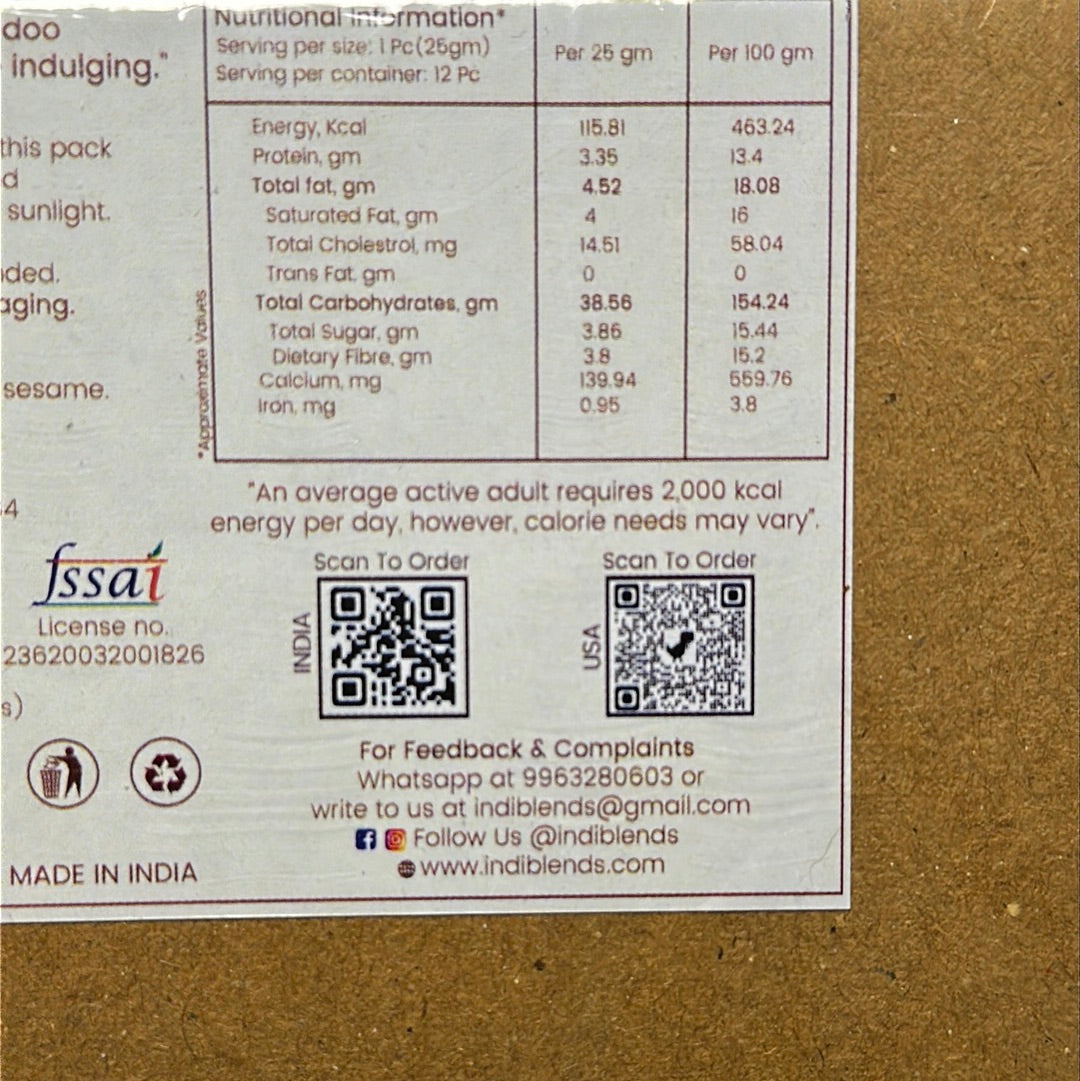 doo
indulging."
this pack
d
sunlight.
ded.
aging.
sesame.
4
fssai
License no.
23620032001826
s)
MADE IN INDIA
Nutritional Information*
Serving per size: 1 Pc(25gm)
Serving per container: 12 Pc
Per 25 gm
Per 100 gm
Energy, Kcal 115.81 463.24
Protein, gm 3.35 13.4
Total fat, gm 4.52 18.08
Saturated Fat, gm 4 16
Total Cholestrol, mg 14.51 58.04
Trans Fat, gm 0 0
Total Carbohydrates, gm 38.56 154.24
Total Sugar, gm 3.86 15.44
Dietary Fibre, gm 3.8 15.2
Calcium, mg 139.94 559.76
Iron, mg 0.95 3.8
*Approximate Values
"An average active adult requires 2,000 kcal
energy per day, however, calorie needs may vary".
Scan To Order
INDIA
Scan To Order
USA
For Feedback & Complaints
Whatsapp at 9963280603 or
write to us at indiblends@gmail.com
Follow Us @indiblends
www.indiblends.com